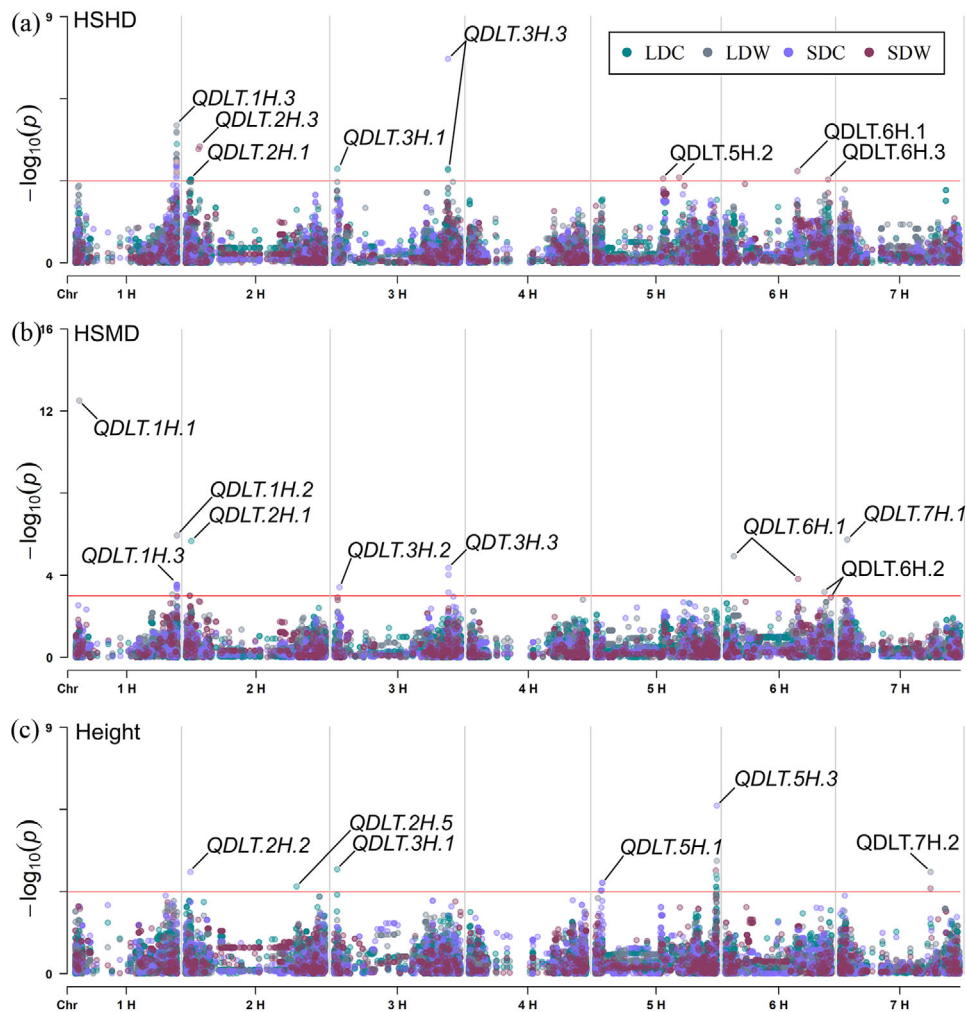 (a) HSHD
9
−log₁₀(p)
0
LDC LDW SDC SDW
QDLT.1H.3
QDLT.2H.3
QDLT.2H.1
QDLT.3H.1
QDLT.3H.3
QDLT.5H.2
QDLT.6H.1
QDLT.6H.3
Chr 1 H 2 H 3 H 4 H 5 H 6 H 7 H
(b) HSMD
16
12
4
0
−log₁₀(p)
QDLT.1H.1
QDLT.1H.2
QDLT.2H.1
QDLT.1H.3
QDLT.3H.2
QDT.3H.3
QDLT.6H.1
QDLT.7H.1
QDLT.6H.2
Chr 1 H 2 H 3 H 4 H 5 H 6 H 7 H
(c) Height
9
−log₁₀(p)
0
QDLT.2H.2
QDLT.2H.5
QDLT.3H.1
QDLT.5H.1
QDLT.5H.3
QDLT.7H.2
Chr 1 H 2 H 3 H 4 H 5 H 6 H 7 H